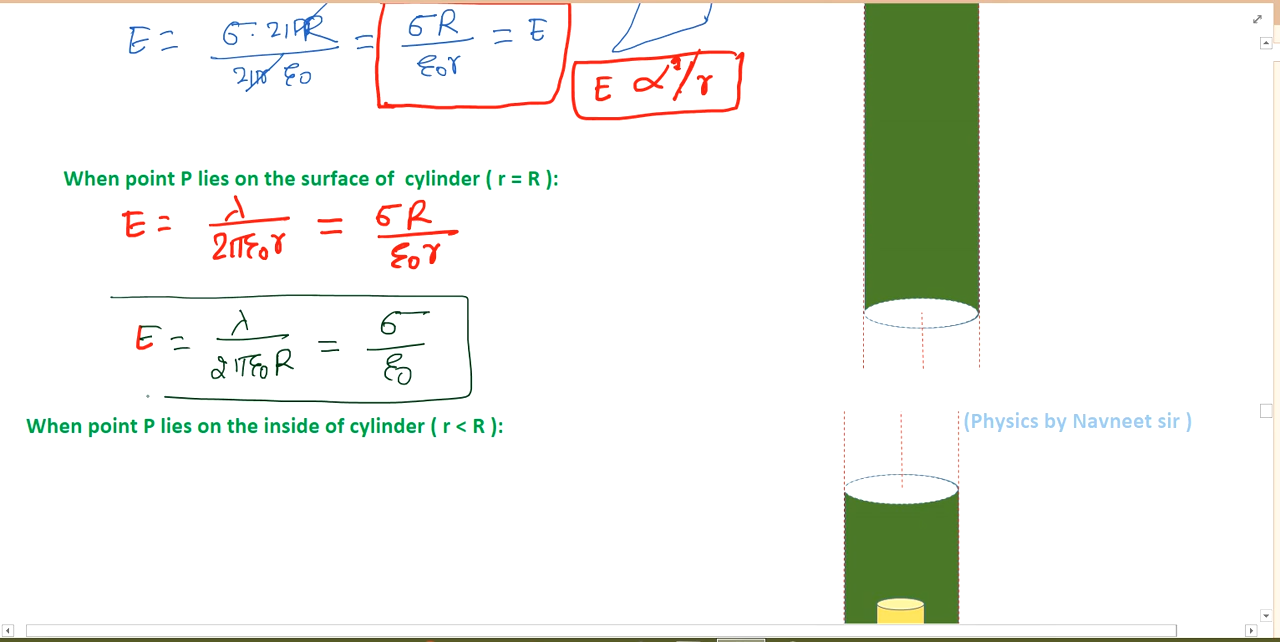 E = σ·2πR / 2πr ε0 = σR / ε0r = E
E ∝ 1/r
When point P lies on the surface of cylinder ( r = R ):
E = λ / 2πε0r = σR / ε0r
E = λ / 2πε0R = σ / ε0
When point P lies on the inside of cylinder ( r < R ):
(Physics by Navneet sir )